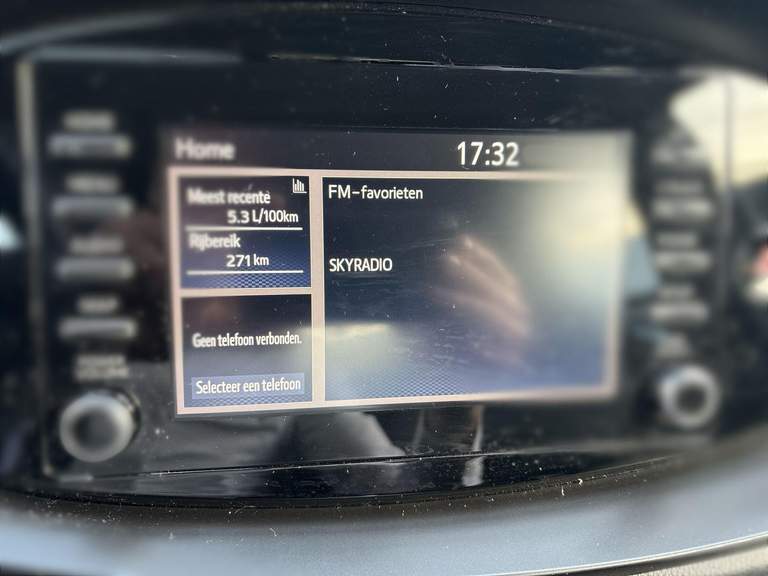 Home
17:32
Meest recente
5.3 L/100km
Rijbereik
271 km
Geen telefoon verbonden.
Selecteer een telefoon
FM-favorieten
SKYRADIO